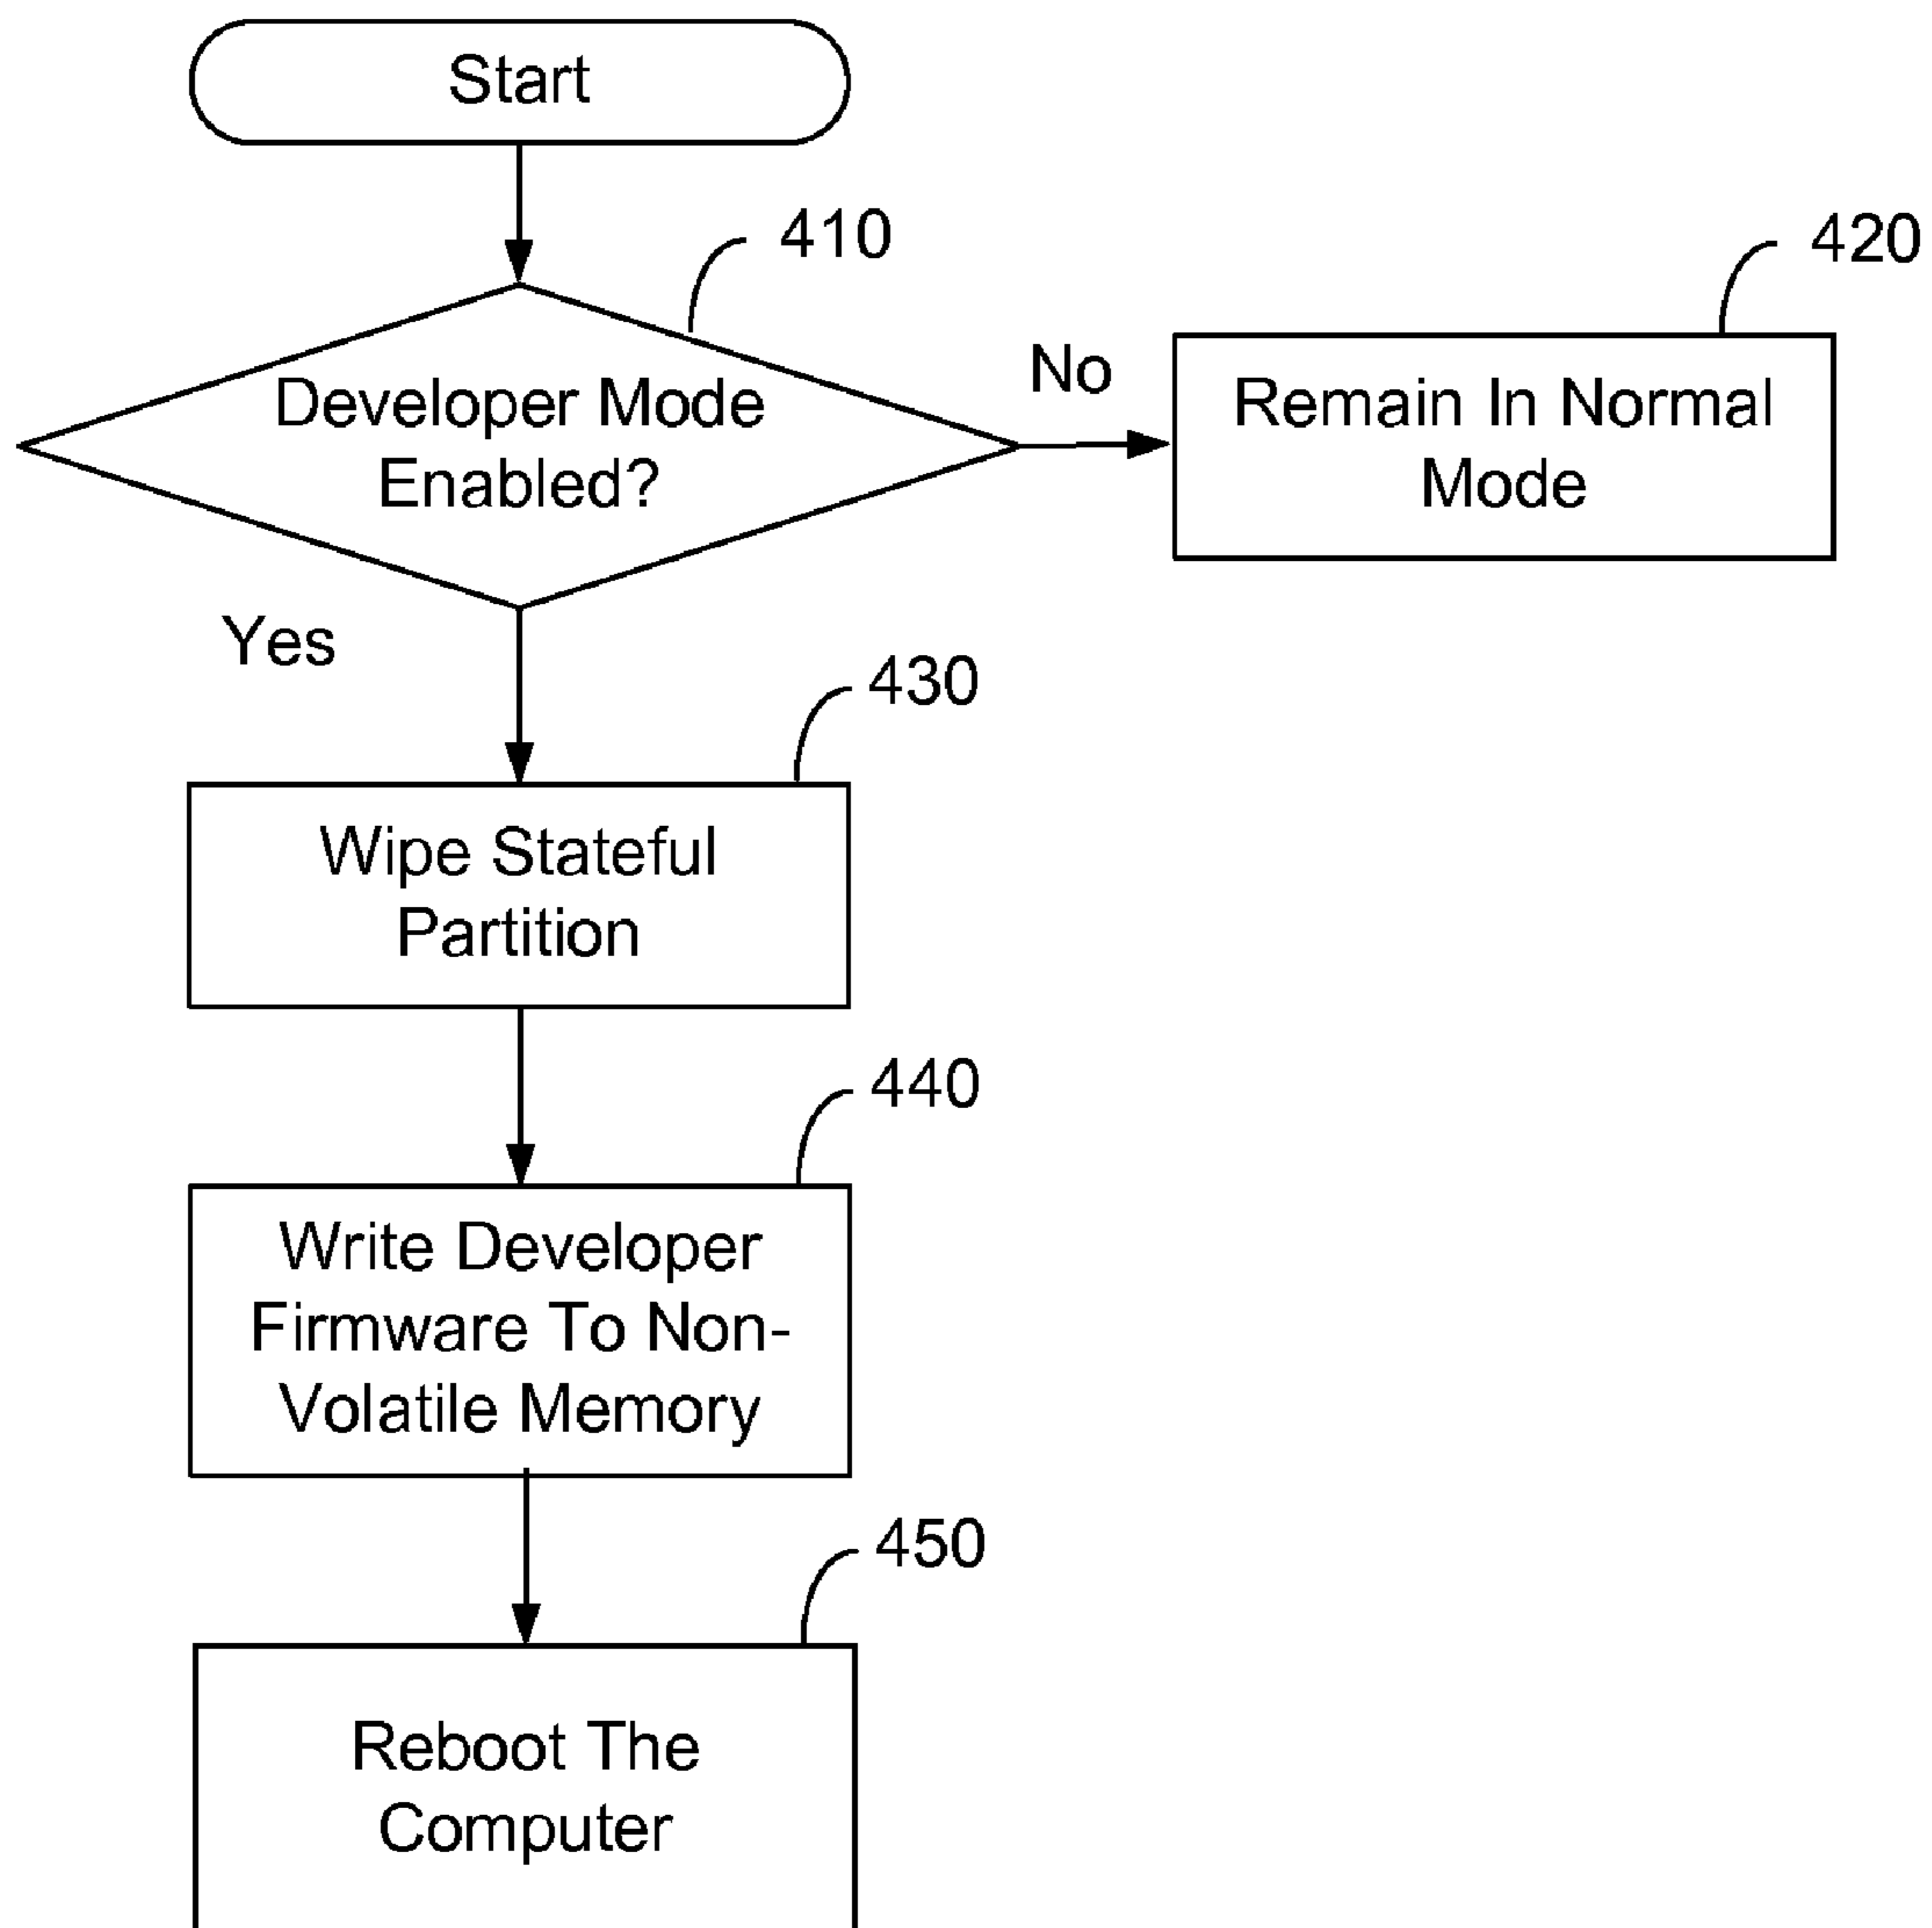 Start
410
420
Developer Mode
Enabled?
No
Remain In Normal
Mode
Yes
430
Wipe Stateful
Partition
440
Write Developer
Firmware To Non-
Volatile Memory
450
Reboot The
Computer